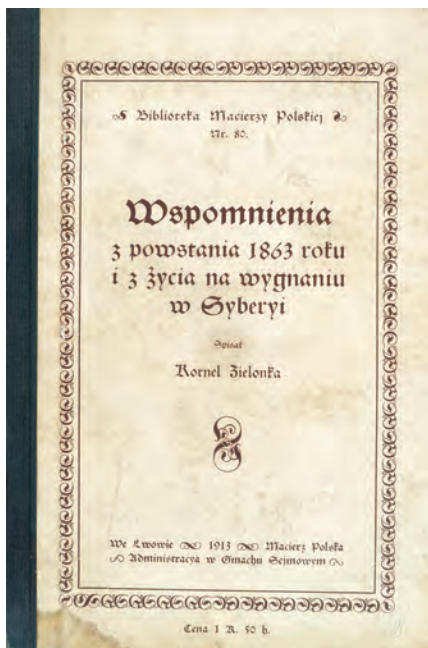 Biblioteka Macierzy Polskiej
Nr. 80.
Wspomnienia
z powstania 1863 roku
i z życia na wygnaniu
w Syberyi
Spisał
Kornel Zielonka
We Lwowie 1913 Macierz Polska
Administracya w Gmachu Sejmowym
Cena 1 K. 50 h.